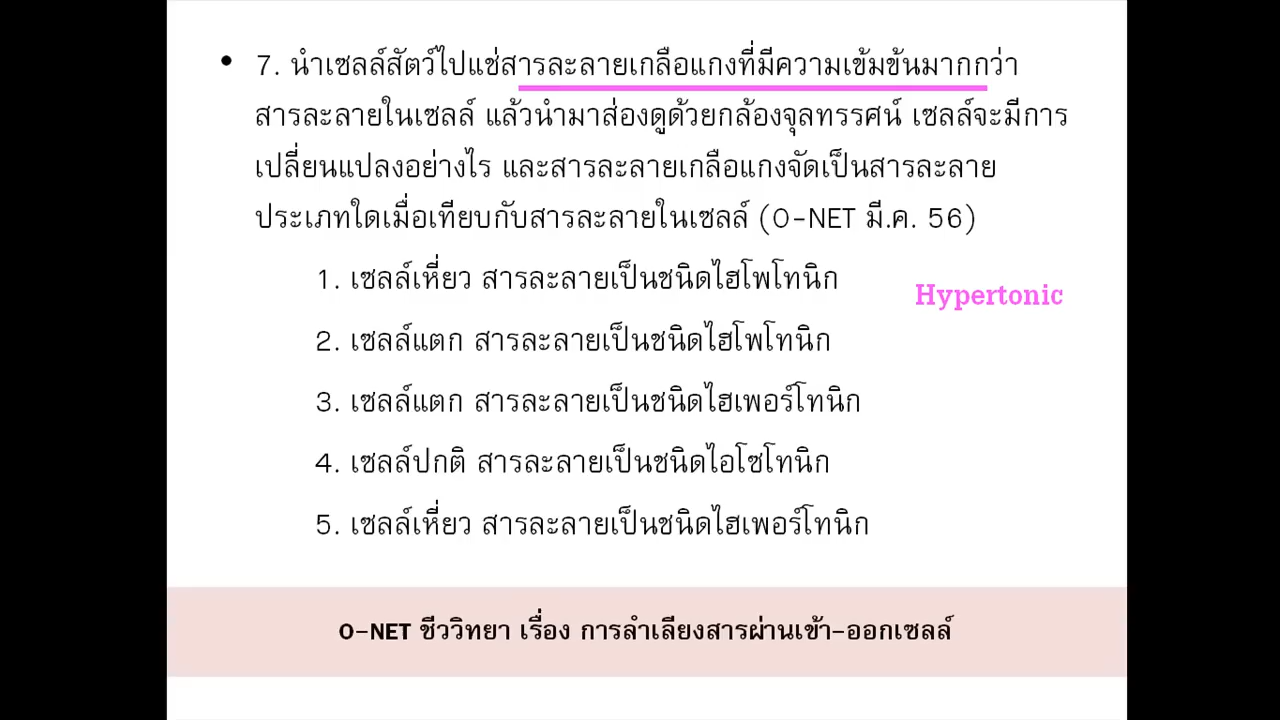 • 7. นำเซลล์สัตว์ไปแช่สารละลายเกลือแกงที่มีความเข้มข้นมากกว่า
สารละลายในเซลล์ แล้วนำมาส่องดูด้วยกล้องจุลทรรศน์ เซลล์จะมีการ
เปลี่ยนแปลงอย่างไร และสารละลายเกลือแกงจัดเป็นสารละลาย
ประเภทใดเมื่อเทียบกับสารละลายในเซลล์ (O-NET มี.ค. 56)
1. เซลล์เหี่ยว สารละลายเป็นชนิดไฮโพโทนิก
Hypertonic
2. เซลล์แตก สารละลายเป็นชนิดไฮโพโทนิก
3. เซลล์แตก สารละลายเป็นชนิดไฮเพอร์โทนิก
4. เซลล์ปกติ สารละลายเป็นชนิดไอโซโทนิก
5. เซลล์เหี่ยว สารละลายเป็นชนิดไฮเพอร์โทนิก
O-NET ชีววิทยา เรื่อง การลำเลียงสารผ่านเข้า-ออกเซลล์